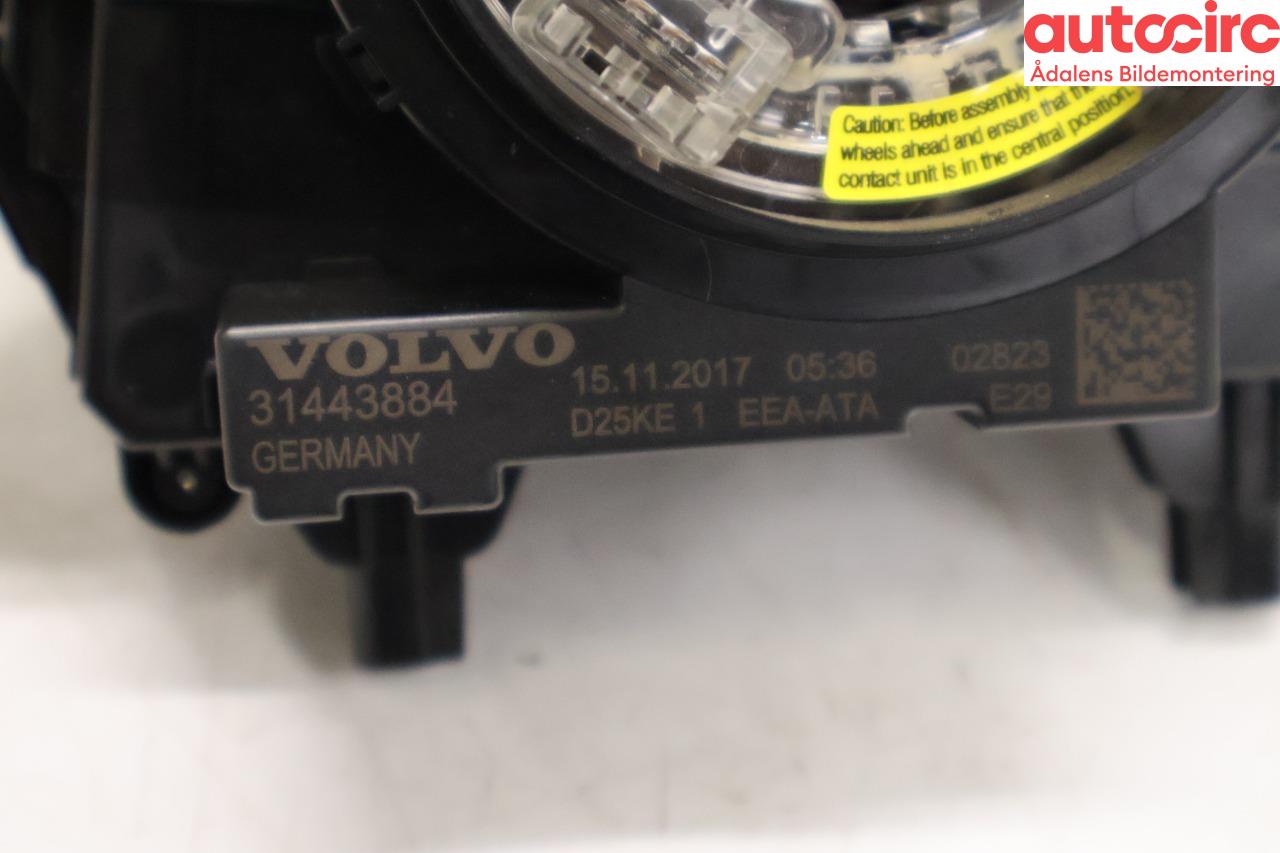 autocirc
Ådalens Bildemontering
Caution: Before assembly
wheels ahead and ensure that the
contact unit is in the central position.
VOLVO
31443884
GERMANY
15.11.2017 05:36 02823
D25KE 1 EEA-ATA E29